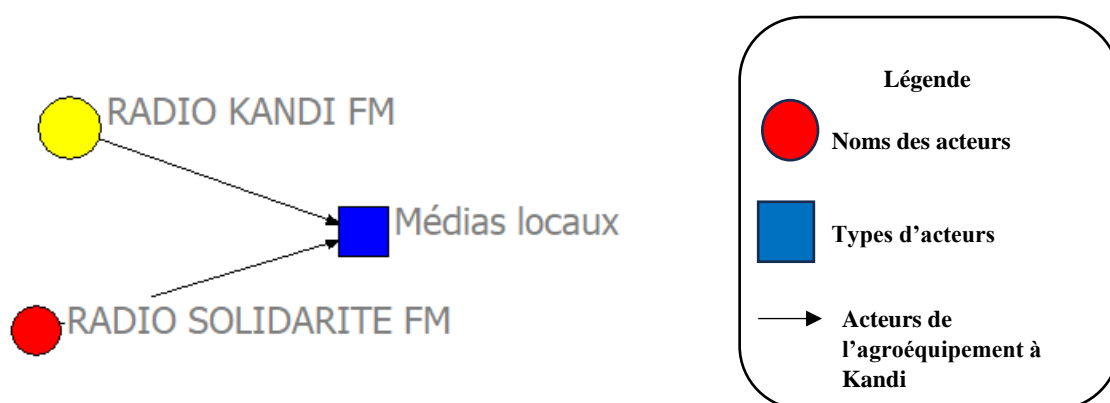 RADIO KANDI FM
Médias locaux
RADIO SOLIDARITE FM
Légende
Noms des acteurs
Types d’acteurs
Acteurs de
l’agroéquipement à
Kandi